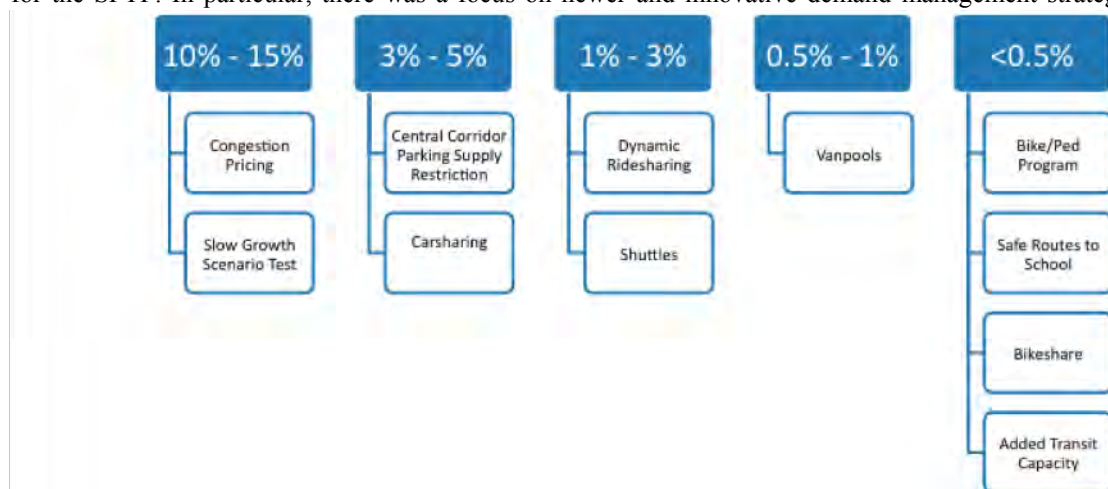 for the SFTP. In particular, there was a focus on newer and innovative demand management strateg
10% - 15%
Congestion
Pricing
Slow Growth
Scenario Test
3% - 5%
Central Corridor
Parking Supply
Restriction
Carsharing
1% - 3%
Dynamic
Ridesharing
Shuttles
0.5% - 1%
Vanpools
<0.5%
Bike/Ped
Program
Safe Routes to
School
Bikeshare
Added Transit
Capacity